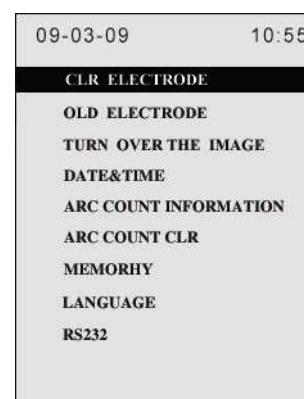 09-03-09 10:55
CLR ELECTRODE
OLD ELECTRODE
TURN OVER THE IMAGE
DATE&TIME
ARC COUNT INFORMATION
ARC COUNT CLR
MEMORHY
LANGUAGE
RS232